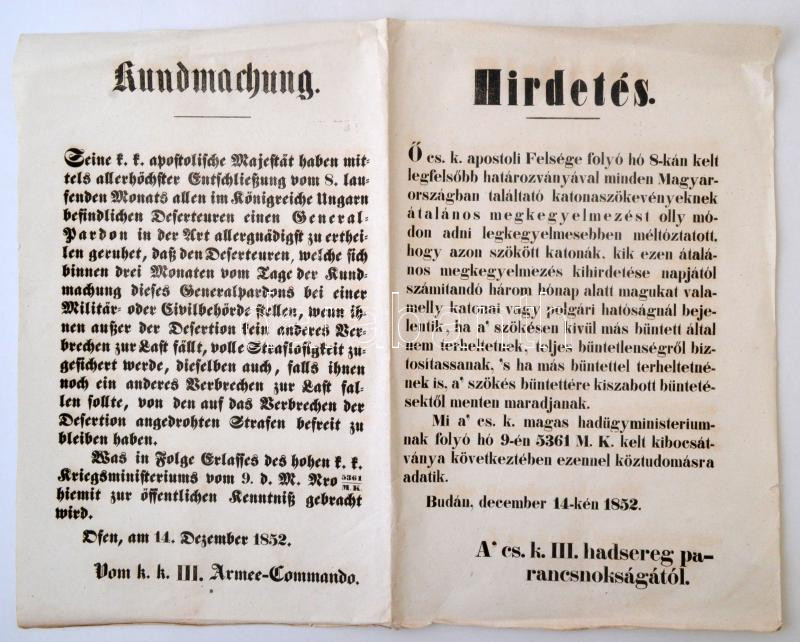 Kundmachung.
Seine k. k. apostolische Majestät haben mit-
tels allerhöchster Entschließung vom 8. lau-
fenden Monats allen im Königreiche Ungarn
befindlichen Deserteuren einen General-
Pardon in der Art allergnädigst zu erthei-
len geruhet, daß den Deserteuren, welche sich
binnen drei Monaten vom Tage der Kund-
machung dieses Generalpardons bei einer
Militär- oder Civilbehörde stellen, wenn ih-
nen außer der Desertion kein anderes Ver-
brechen zur Last fällt, volle Straflosigkeit zu-
gesichert werde, dieselben auch, falls ihnen
noch ein anderes Verbrechen zur Last fal-
len sollte, von den auf das Verbrechen der
Desertion angedrohten Strafen befreit zu
bleiben haben.
Was in Folge Erlasses des hohen k. k.
Kriegsministeriums vom 9. d. M. Nro 5361 M. K.
hiemit zur öffentlichen Kenntniß gebracht
wird.
Ofen, am 14. Dezember 1852.
Vom k. k. III. Armee-Commando.
Hirdetés.
Ő cs. k. apostoli Felsége folyó hó 8-kán kelt
legfelsőbb határozványával minden Magyar-
országban találtató katonaszökevényeknek
átalános megkegyelmezést olly mó-
don adni legkegyelmesebben méltóztatott,
hogy azon szökött katonák, kik ezen átalá-
nos megkegyelmezés kihirdetése napjától
számitandó három hónap alatt magukat vala-
melly katonai vagy polgári hatóságnál beje-
lentik, ha a' szökésen kivül más büntett által
nem terheltetnek, teljes büntetlenségről biz-
tosittassanak, 's ha más büntettel terheltetné-
nek is, a' szökés büntettére kiszabott bünteté-
sektől menten maradjanak.
Mi a' cs. k. magas hadügyministerium-
nak folyó hó 9-én 5361 M. K. kelt kibocsát-
ványa következtében ezennel köztudomásra
adatik.
Budán, december 14-kén 1852.
A' cs. k. III. hadsereg pa-
rancsnokságától.